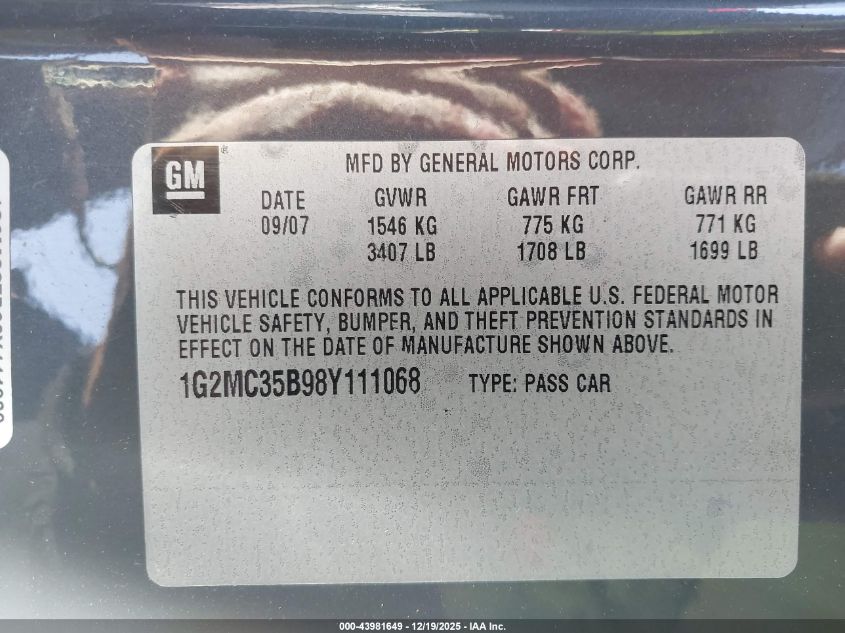 GM
MFD BY GENERAL MOTORS CORP.
DATE GVWR GAWR FRT GAWR RR
09/07 1546 KG 775 KG 771 KG
3407 LB 1708 LB 1699 LB
THIS VEHICLE CONFORMS TO ALL APPLICABLE U.S. FEDERAL MOTOR
VEHICLE SAFETY, BUMPER, AND THEFT PREVENTION STANDARDS IN
EFFECT ON THE DATE OF MANUFACTURE SHOWN ABOVE.
1G2MC35B98Y111068 TYPE: PASS CAR
000-43981649 - 12/19/2025 - IAA Inc.